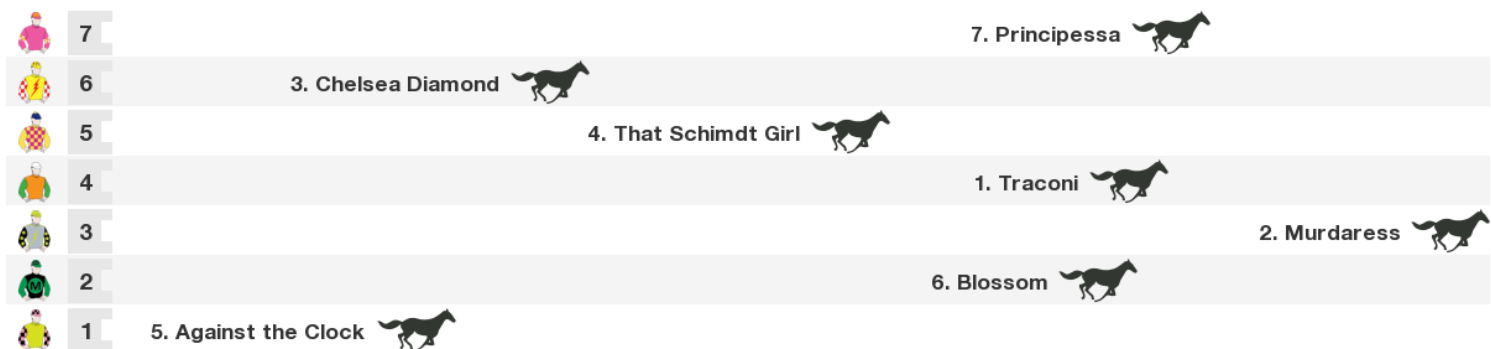 7 7. Principessa
6 3. Chelsea Diamond
5 4. That Schimdt Girl
4 1. Traconi
3 2. Murdaress
2 6. Blossom
M
1 5. Against the Clock